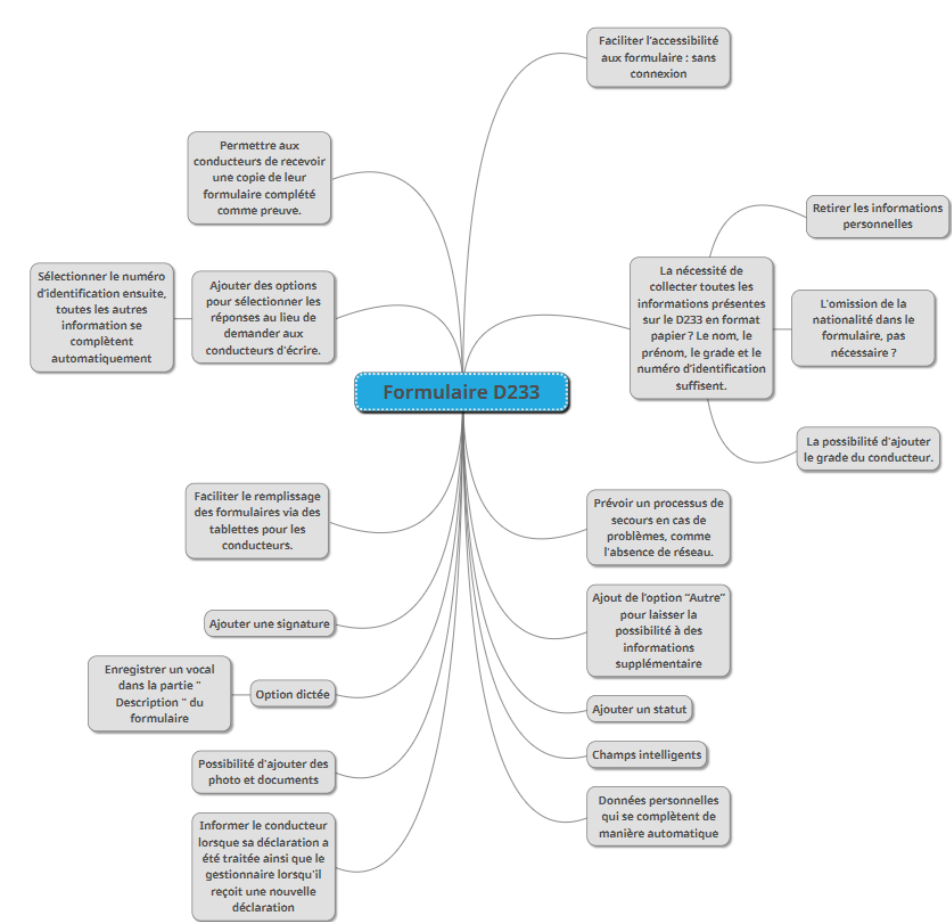 Faciliter l'accessibilité
aux formulaire : sans
connexion
Permettre aux
conducteurs de recevoir
une copie de leur
formulaire complété
comme preuve.
Retirer les informations
personnelles
Sélectionner le numéro
d'identification ensuite,
toutes les autres
information se
complètent
automatiquement
Ajouter des options
pour sélectionner les
réponses au lieu de
demander aux
conducteurs d'écrire.
La nécessité de
collecter toutes les
informations présentes
sur le D233 en format
papier ? Le nom, le
prénom, le grade et le
numéro d'identification
suffisent.
L'omission de la
nationalité dans le
formulaire, pas
nécessaire ?
Formulaire D233
La possibilité d'ajouter
le grade du conducteur.
Faciliter le remplissage
des formulaires via des
tablettes pour les
conducteurs.
Prévoir un processus de
secours en cas de
problèmes, comme
l'absence de réseau.
Ajouter une signature
Ajout de l'option "Autre"
pour laisser la
possibilité à des
informations
supplémentaire
Enregistrer un vocal
dans la partie "
Description " du
formulaire
Option dictée
Ajouter un statut
Champs intelligents
Possibilité d'ajouter des
photo et documents
Données personnelles
qui se complètent de
manière automatique
Informer le conducteur
lorsque sa déclaration a
été traitée ainsi que le
gestionnaire lorsqu'il
reçoit une nouvelle
déclaration